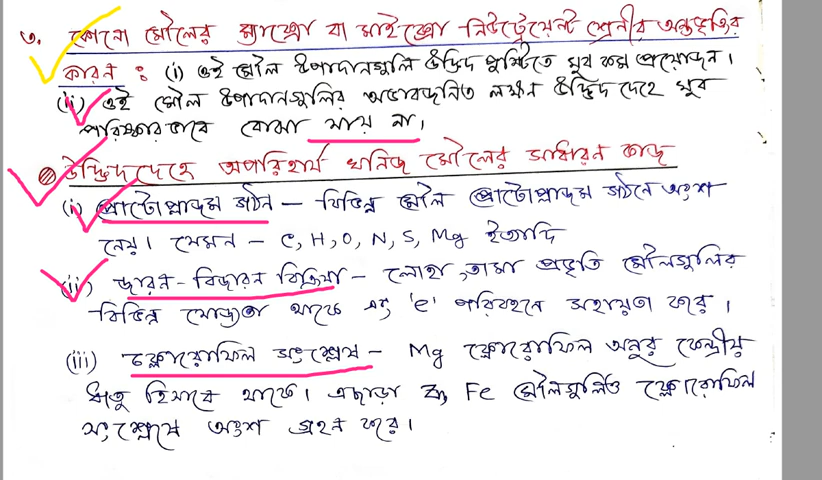 ৩. কোনো মৌলের ম্যাক্রো বা মাইক্রো নিউট্রিয়েন্ট শ্রেনীর অন্তর্ভূক্তির
কারন : (i) ওই মৌল উপাদানগুলি উদ্ভিদ পুষ্টিতে খুব কম প্রয়োজন।
(ii) ওই মৌল উপাদানগুলির অভাবজনিত লক্ষন উদ্ভিদ দেহে খুব
পরিষ্কার ভাবে বোঝা যায় না।
উদ্ভিদদেহে অপরিহার্য খনিজ মৌলের সাধারন কাজ
(i) প্রোটোপ্লাজম গঠন – বিভিন্ন মৌল প্রোটোপ্লাজম গঠনে অংশ
নেয়। যেমন – C, H, O, N, S, Mg ইত্যাদি
(ii) জারন-বিজারন বিক্রিয়া – লোহা, তামা প্রভৃতি মৌলগুলির
বিভিন্ন যোজ্যতা থাকে এবং 'e' পরিবহনে সহায়তা করে।
(iii) ক্লোরোফিল সংশ্লেষ – Mg ক্লোরোফিল অনুর কেন্দ্রীয়
ধাতু হিসাবে থাকে। এছাড়া Zn, Fe মৌলগুলিও ক্লোরোফিল
সংশ্লেষে অংশ গ্রহন করে।